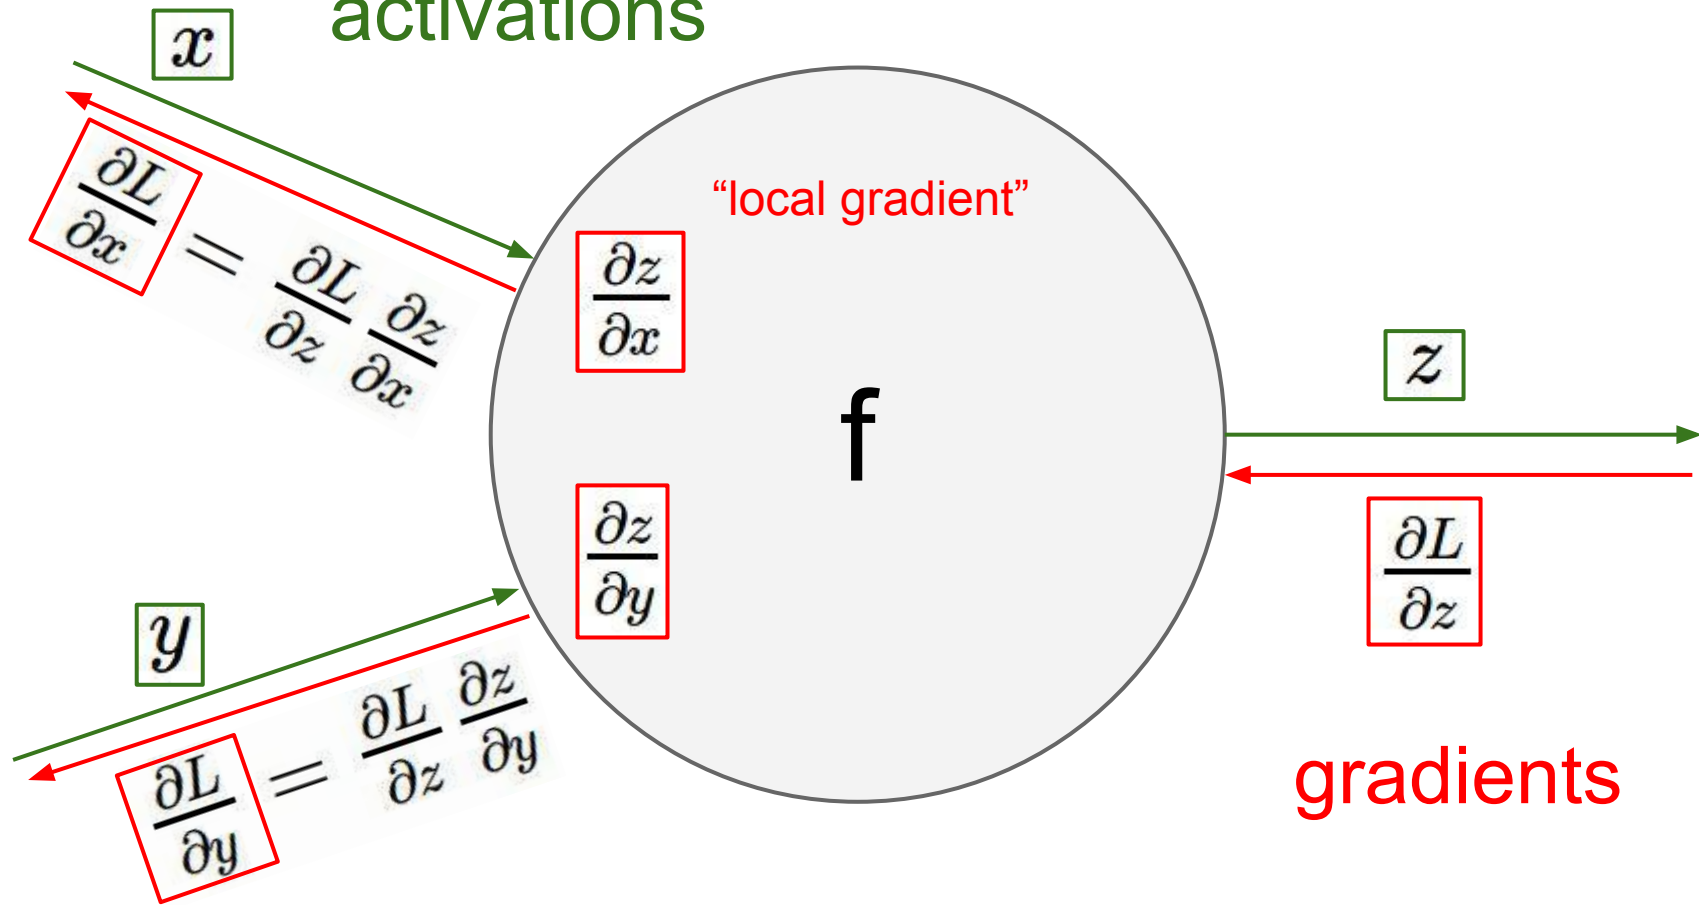 activations
x
∂L/∂x = ∂L/∂z ∂z/∂x
“local gradient”
∂z/∂x
f
z
∂L/∂z
∂z/∂y
y
∂L/∂y = ∂L/∂z ∂z/∂y
gradients